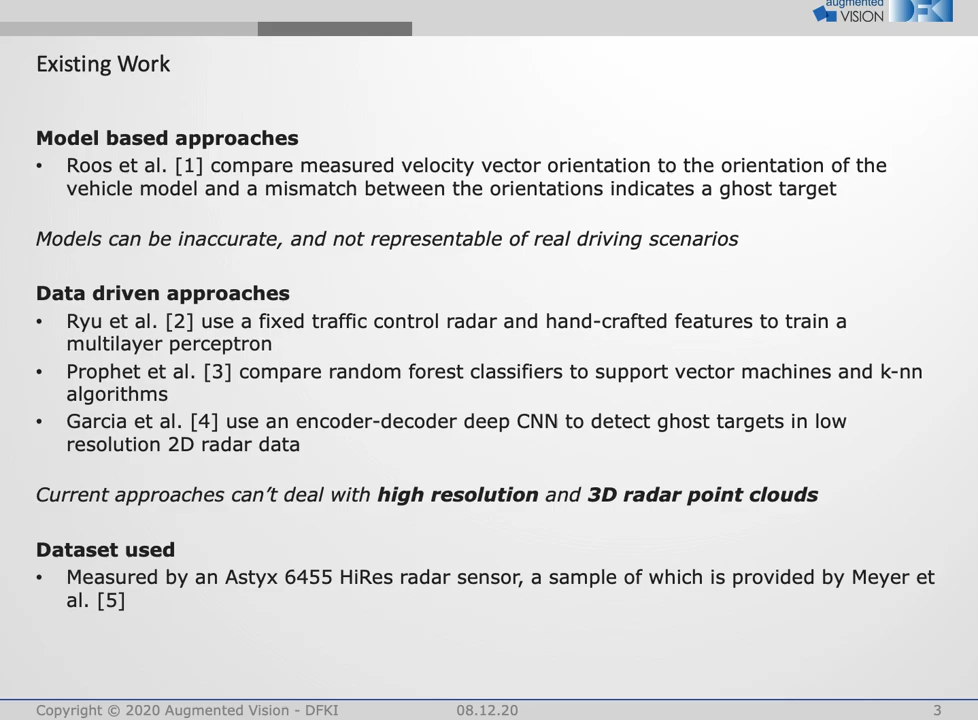 augmented
VISION
DFKI
Existing Work
Model based approaches
• Roos et al. [1] compare measured velocity vector orientation to the orientation of the
vehicle model and a mismatch between the orientations indicates a ghost target
Models can be inaccurate, and not representable of real driving scenarios
Data driven approaches
• Ryu et al. [2] use a fixed traffic control radar and hand-crafted features to train a
multilayer perceptron
• Prophet et al. [3] compare random forest classifiers to support vector machines and k-nn
algorithms
• Garcia et al. [4] use an encoder-decoder deep CNN to detect ghost targets in low
resolution 2D radar data
Current approaches can’t deal with high resolution and 3D radar point clouds
Dataset used
• Measured by an Astyx 6455 HiRes radar sensor, a sample of which is provided by Meyer et
al. [5]
Copyright © 2020 Augmented Vision - DFKI
08.12.20
3